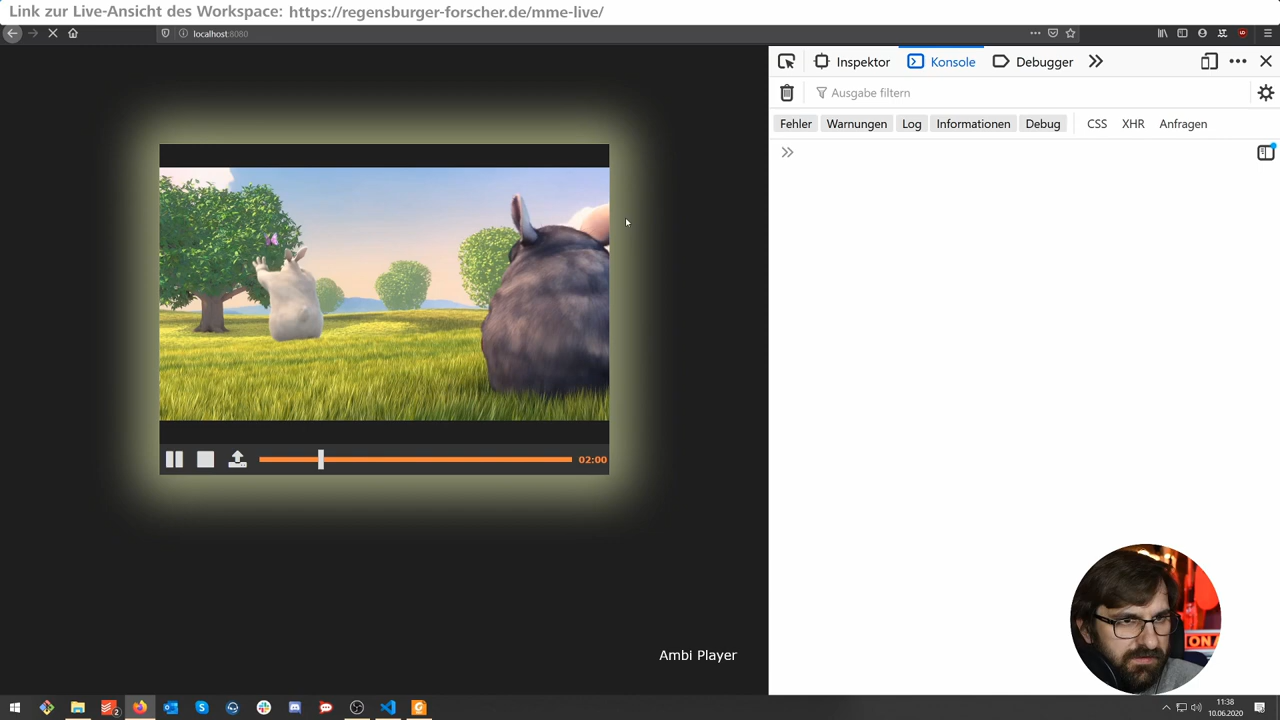 Link zur Live-Ansicht des Workspace: https://regensburger-forscher.de/mme-live/
localhost:8080
Inspektor
Konsole
Debugger
Ausgabe filtern
Fehler
Warnungen
Log
Informationen
Debug
CSS
XHR
Anfragen
02:00
Ambi Player
2
11:38
10.06.2020